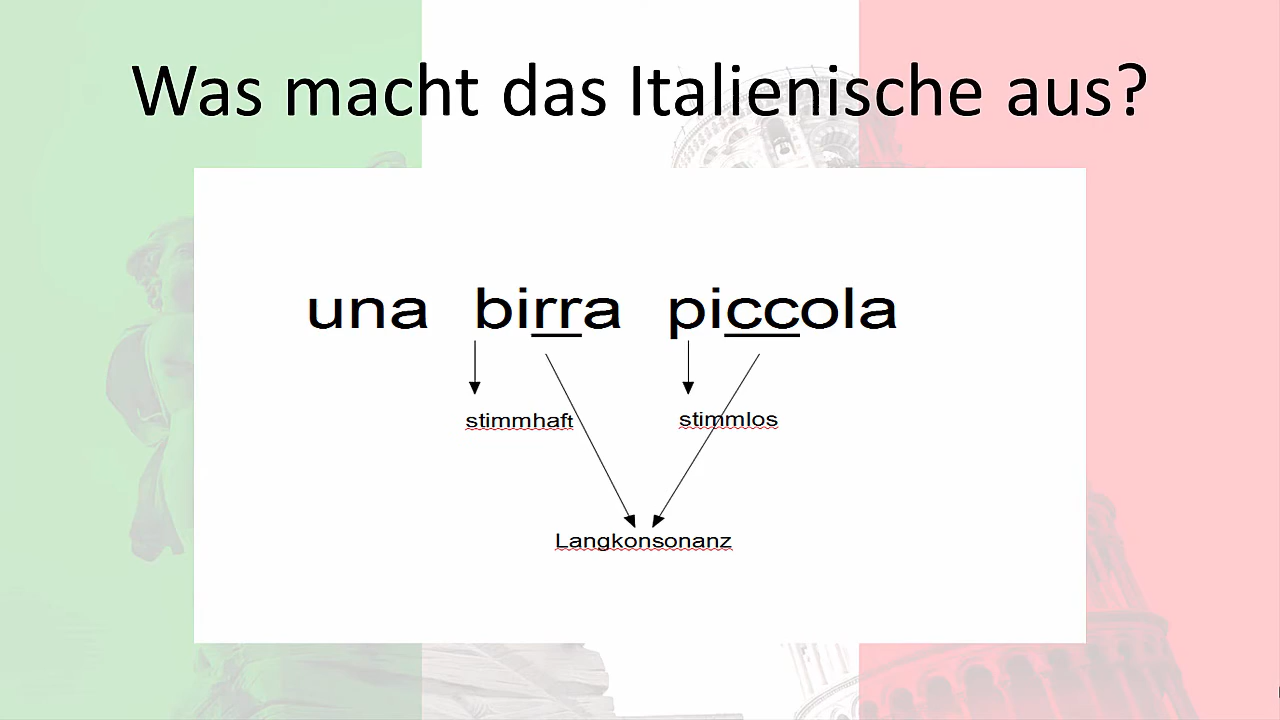 Was macht das Italienische aus?
una birra piccola
stimmhaft stimmlos
Langkonsonanz